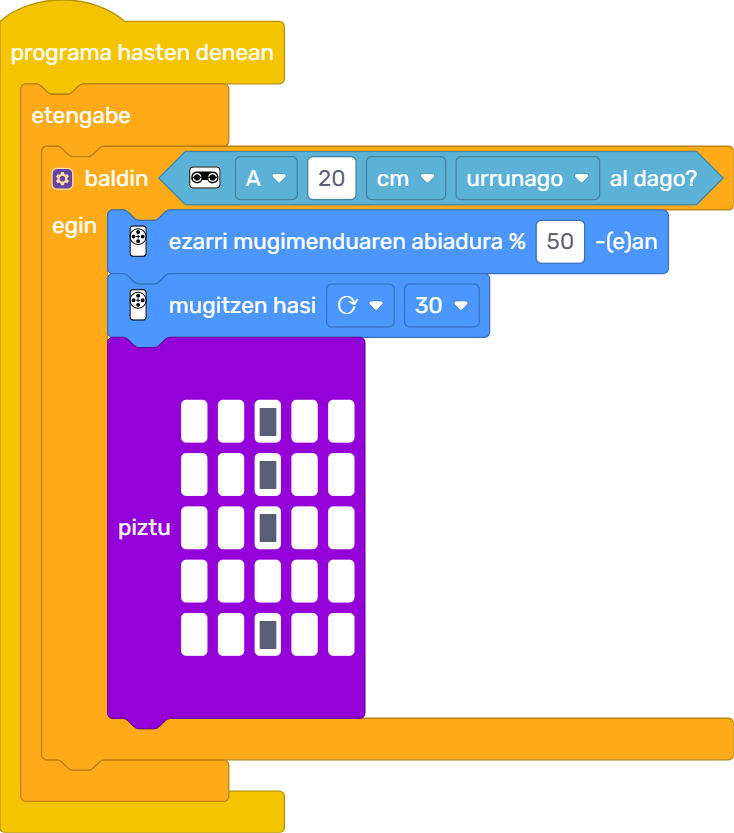 programa hasten denean
etengabe
baldin A 20 cm urrunago al dago?
egin
ezarri mugimenduaren abiadura % 50 -(e)an
mugitzen hasi 30
piztu